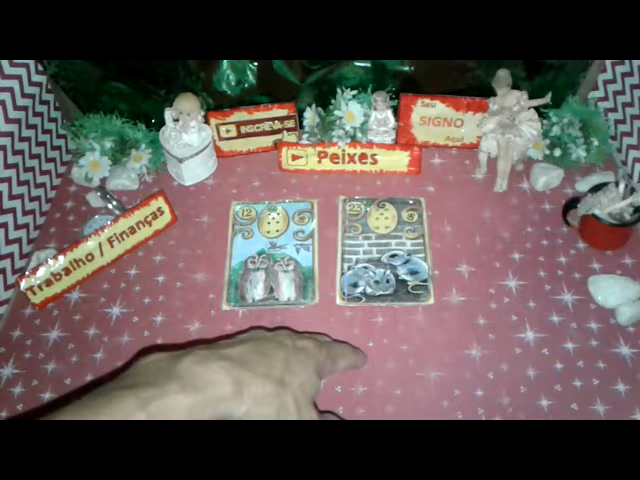 INSCREVA-SE
Seu
SIGNO
Aqui
Peixes
Trabalho / Finanças
12
23